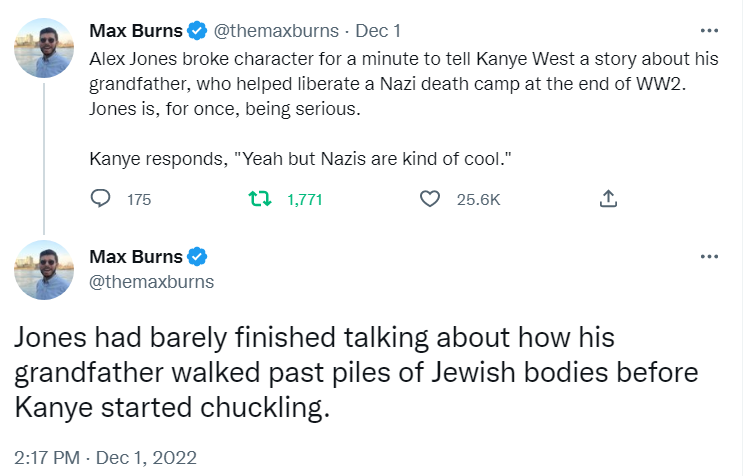 Max Burns @themaxburns · Dec 1
Alex Jones broke character for a minute to tell Kanye West a story about his
grandfather, who helped liberate a Nazi death camp at the end of WW2.
Jones is, for once, being serious.
Kanye responds, "Yeah but Nazis are kind of cool."
175 1,771 25.6K
Max Burns
@themaxburns
Jones had barely finished talking about how his
grandfather walked past piles of Jewish bodies before
Kanye started chuckling.
2:17 PM · Dec 1, 2022